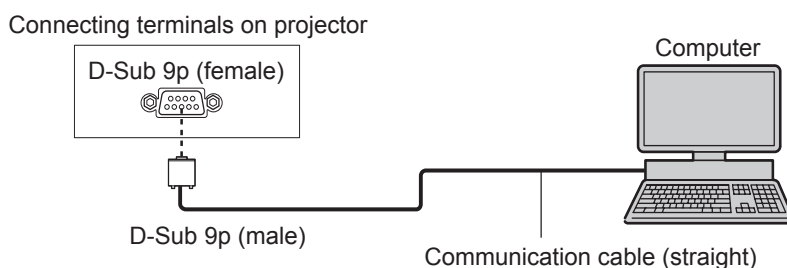 Connecting terminals on projector
Computer
D-Sub 9p (female)
D-Sub 9p (male)
Communication cable (straight)